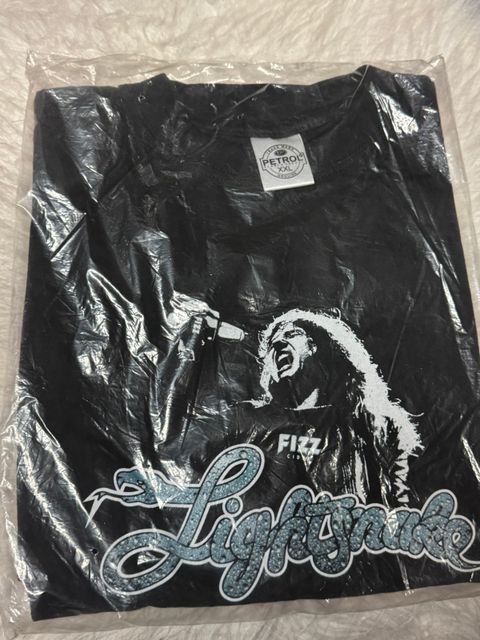 PETROL
XXL
FIZZ
Lightsnake